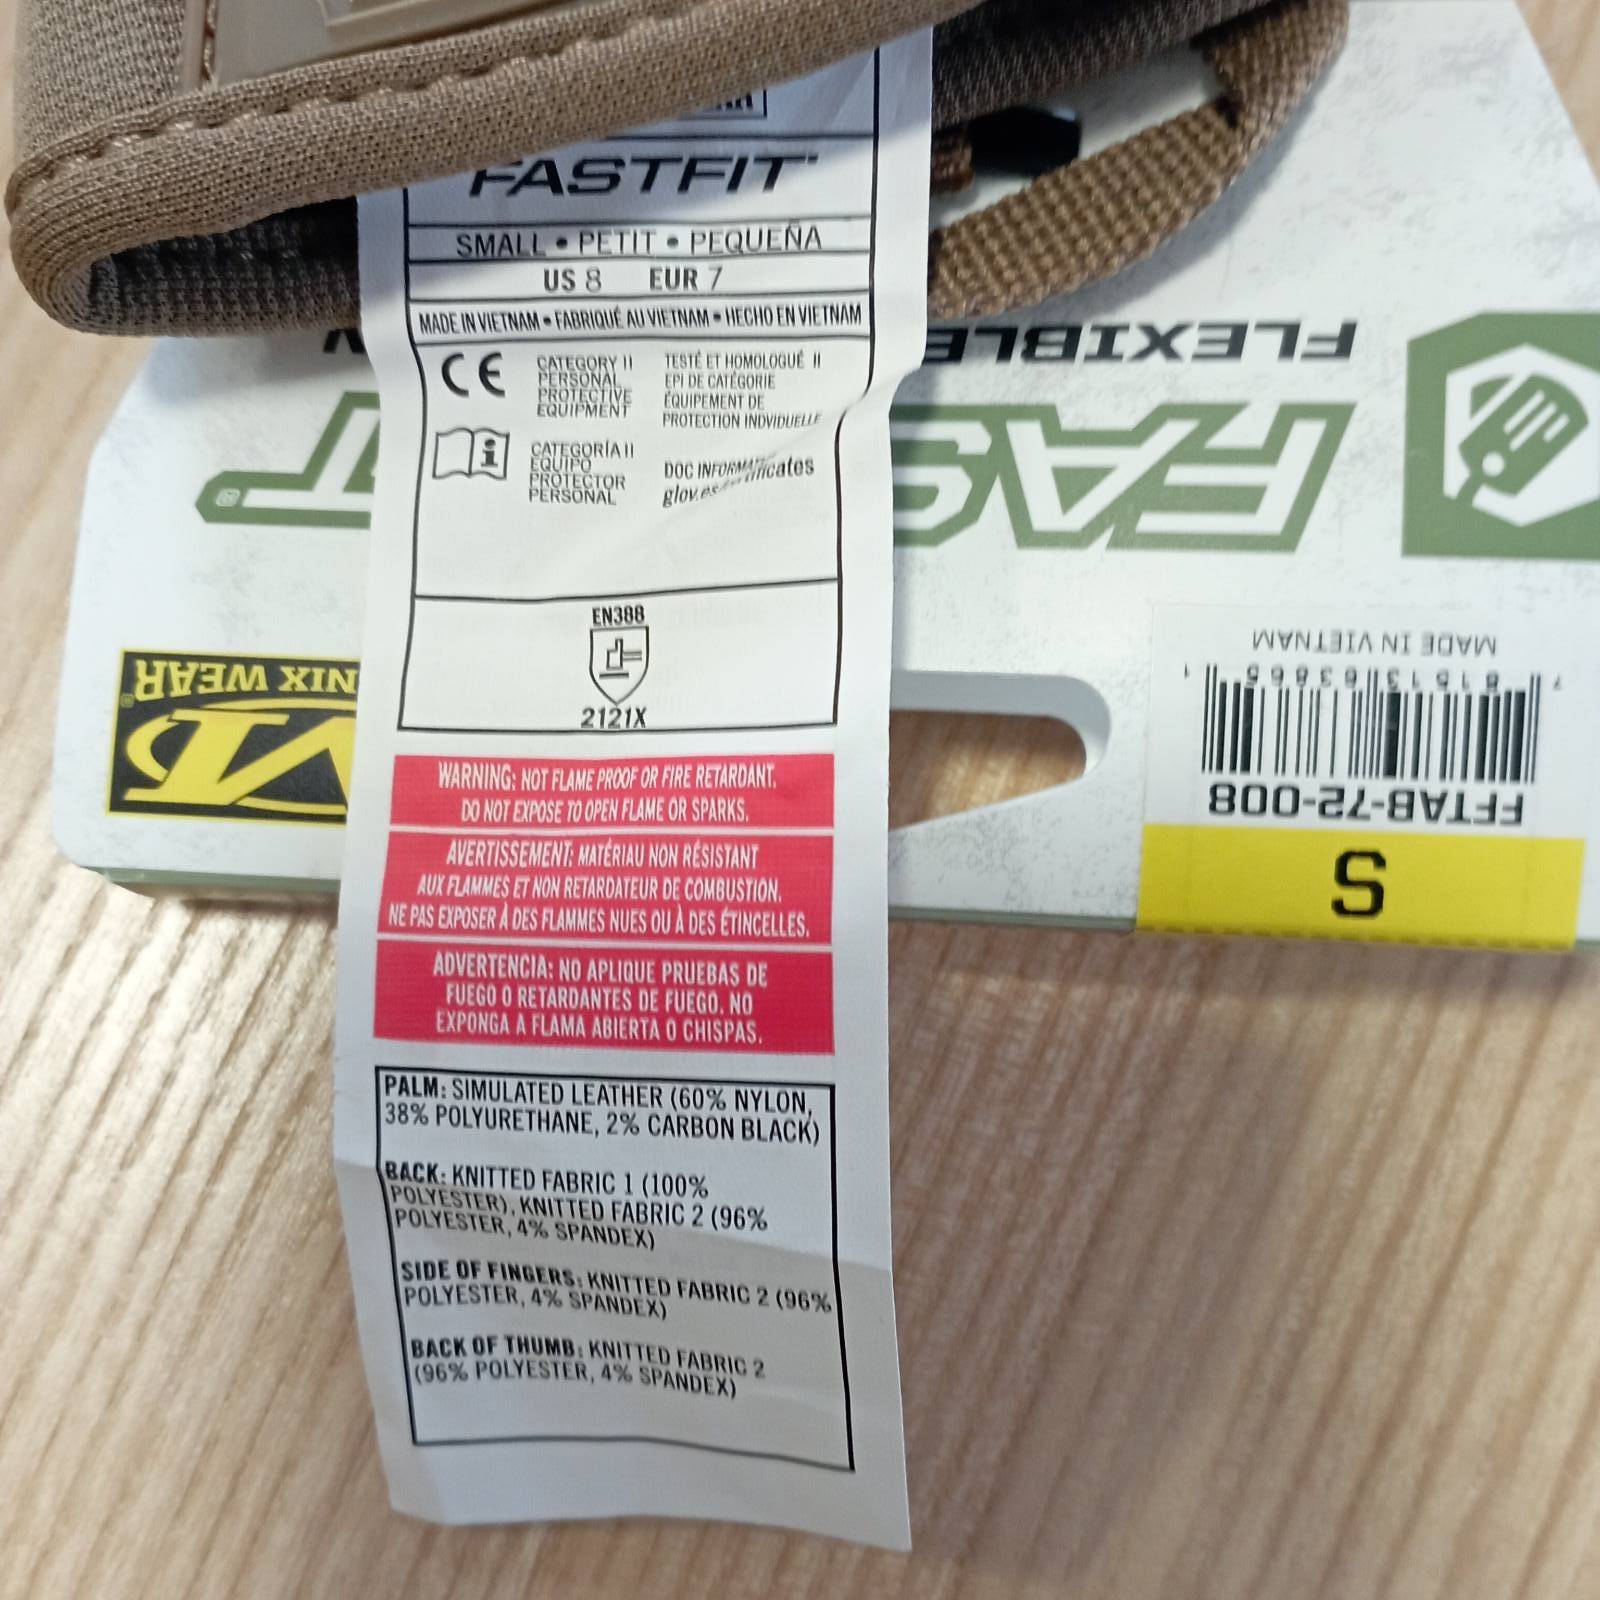 FASTFIT
SMALL • PETIT • PEQUEÑA
US 8 EUR 7
MADE IN VIETNAM • FABRIQUÉ AU VIETNAM • HECHO EN VIETNAM
CE
CATEGORY II
PERSONAL
PROTECTIVE
EQUIPMENT
TESTÉ ET HOMOLOGUÉ II
EPI DE CATÉGORIE
ÉQUIPEMENT DE
PROTECTION INDVIDUELLE
CATEGORÍA II
EQUIPO
PROTECTOR
PERSONAL
DOC
EN388
2121X
WARNING: NOT FLAME PROOF OR FIRE RETARDANT.
DO NOT EXPOSE TO OPEN FLAME OR SPARKS.
AVERTISSEMENT: MATÉRIAU NON RÉSISTANT
AUX FLAMMES ET NON RETARDATEUR DE COMBUSTION.
NE PAS EXPOSER À DES FLAMMES NUES OU À DES ÉTINCELLES.
ADVERTENCIA: NO APLIQUE PRUEBAS DE
FUEGO O RETARDANTES DE FUEGO. NO
EXPONGA A FLAMA ABIERTA O CHISPAS.
PALM: SIMULATED LEATHER (60% NYLON,
38% POLYURETHANE, 2% CARBON BLACK)
BACK: KNITTED FABRIC 1 (100%
POLYESTER), KNITTED FABRIC 2 (96%
POLYESTER, 4% SPANDEX)
SIDE OF FINGERS: KNITTED FABRIC 2 (96%
POLYESTER, 4% SPANDEX)
BACK OF THUMB: KNITTED FABRIC 2
(96% POLYESTER, 4% SPANDEX)
S
FFTAB-72-008
7 81513 63865 1
MADE IN VIETNAM
FAS T
FLEXIBLE
NIX WEAR